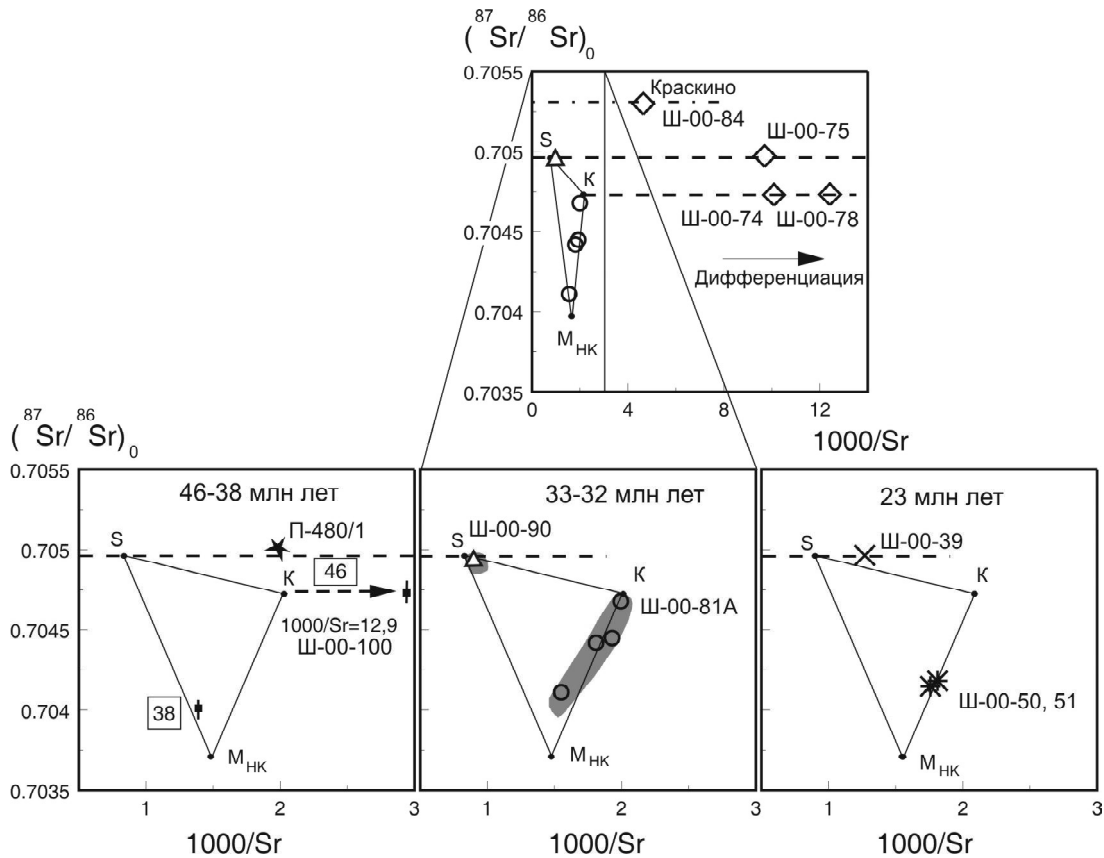 (⁸⁷Sr/⁸⁶Sr)₀
0.7055
Краскино
Ш-00-84
Ш-00-75
S
0.705
К
Ш-00-74
Ш-00-78
0.7045
Дифференциация
0.704
М НК
0.7035
0
4
8
12
1000/Sr
(⁸⁷Sr/⁸⁶Sr)₀
0.7055
0.705
0.7045
0.704
0.7035
46-38 млн лет
П-480/1
S
46
К
1000/Sr=12,9
Ш-00-100
38
М НК
1
2
3
1000/Sr
33-32 млн лет
S
Ш-00-90
К
Ш-00-81А
М НК
1
2
3
1000/Sr
23 млн лет
S
Ш-00-39
К
Ш-00-50, 51
М НК
1
2
3
1000/Sr